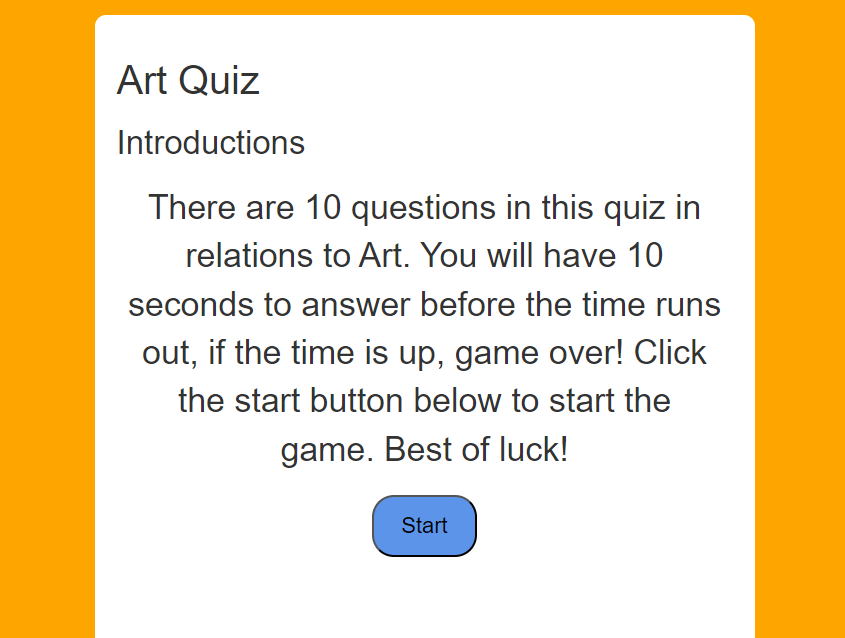 Art Quiz
Introductions
There are 10 questions in this quiz in
relations to Art. You will have 10
seconds to answer before the time runs
out, if the time is up, game over! Click
the start button below to start the
game. Best of luck!
Start